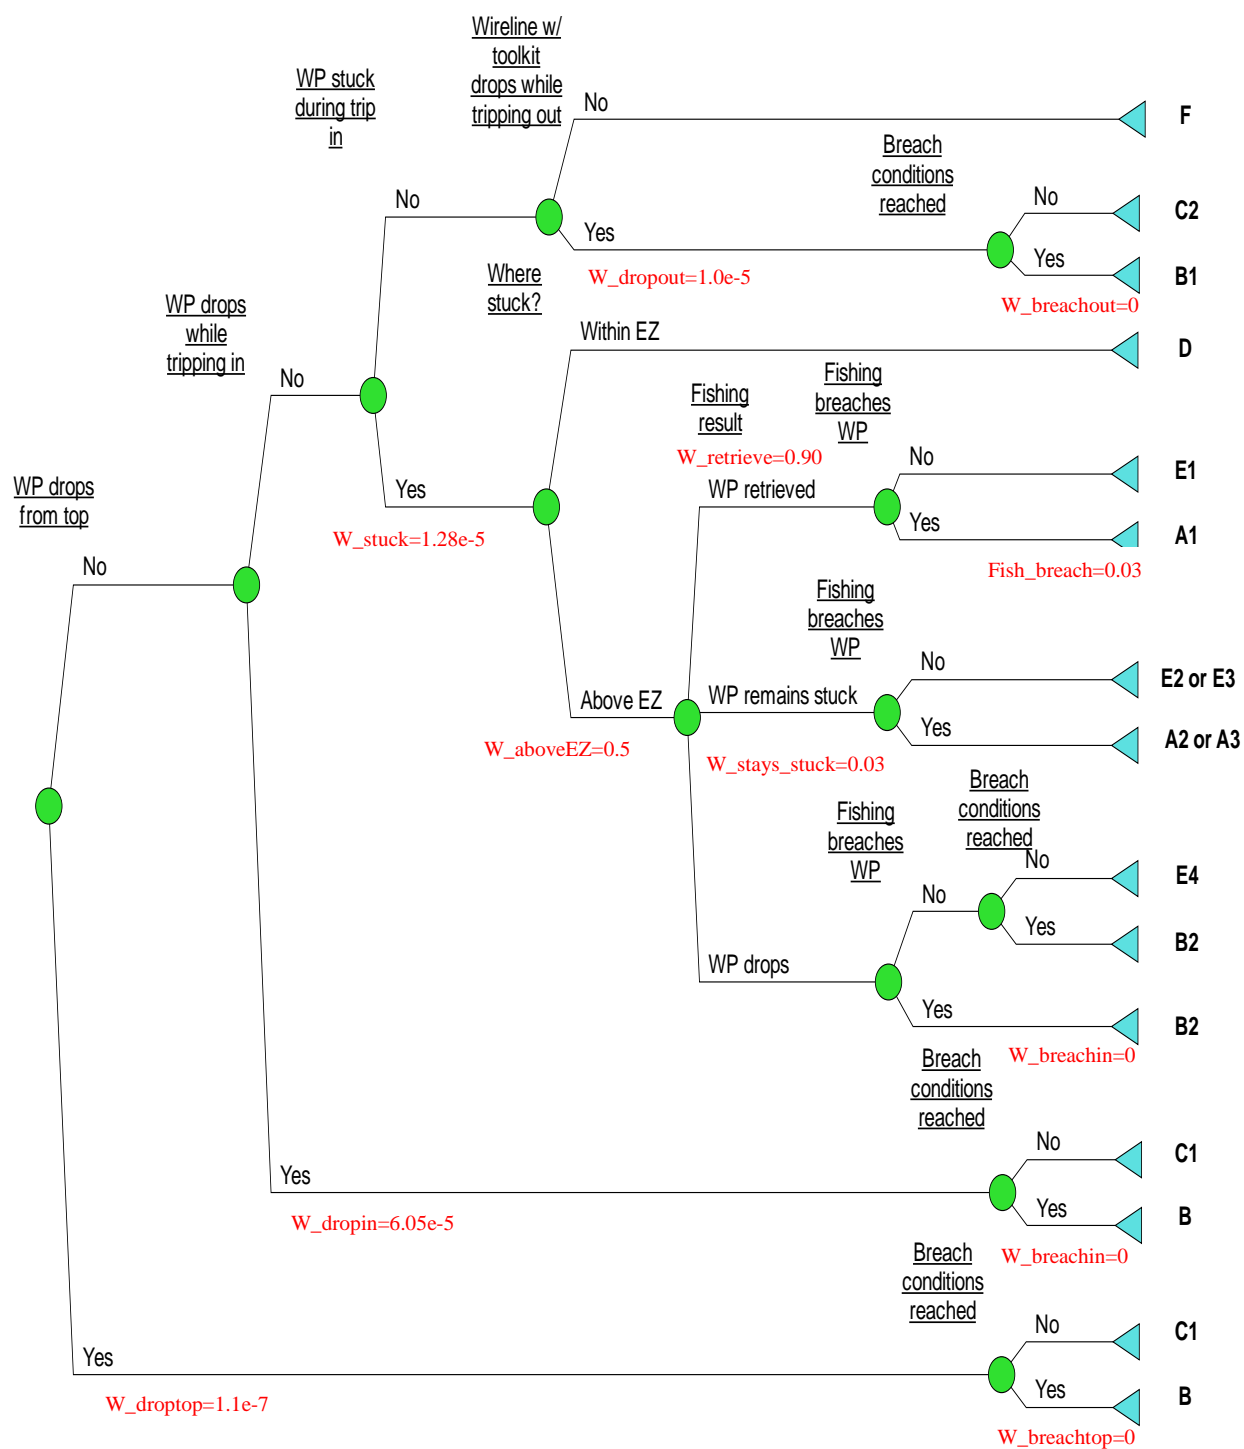 Wireline w/
toolkit
drops while
tripping out
WP stuck
during trip
in
No
F
Breach
conditions
reached
No
No
C2
Yes
Yes
B1
W_dropout=1.0e-5
W_breachout=0
Where
stuck?
WP drops
while
tripping in
Within EZ
D
No
Fishing
result
Fishing
breaches
WP
W_retrieve=0.90
No
E1
WP drops
from top
Yes
WP retrieved
Yes
A1
W_stuck=1.28e-5
Fish_breach=0.03
No
Fishing
breaches
WP
No
E2 or E3
Above EZ
WP remains stuck
Yes
A2 or A3
W_aboveEZ=0.5
W_stays_stuck=0.03
Breach
conditions
reached
Fishing
breaches
WP
No
E4
No
Yes
B2
WP drops
Yes
B2
W_breachin=0
Breach
conditions
reached
No
C1
Yes
Yes
B
W_dropin=6.05e-5
W_breachin=0
Breach
conditions
reached
No
C1
Yes
Yes
B
W_droptop=1.1e-7
W_breachtop=0